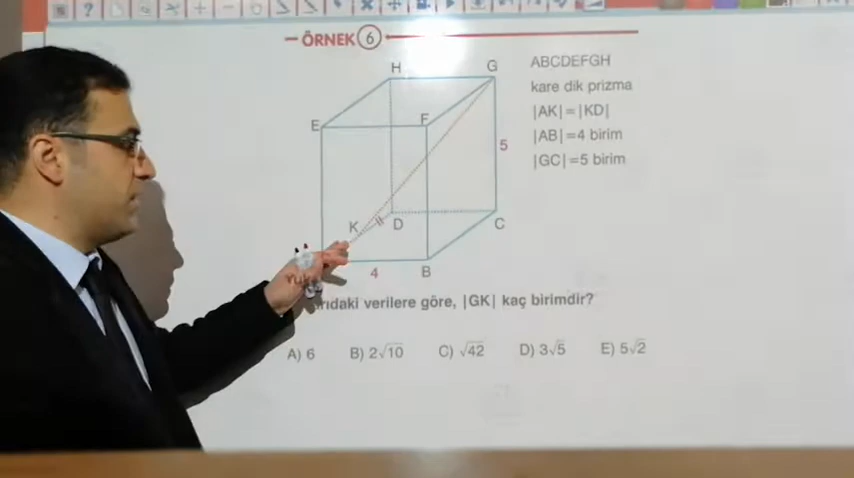 ÖRNEK 6
H
G
ABCDEFGH
kare dik prizma
E
F
|AK|=|KD|
|AB|=4 birim
5
|GC|=5 birim
K
D
C
4
B
verilere göre, |GK| kaç birimdir?
A) 6 B) 2√10 C) √42 D) 3√5 E) 5√2